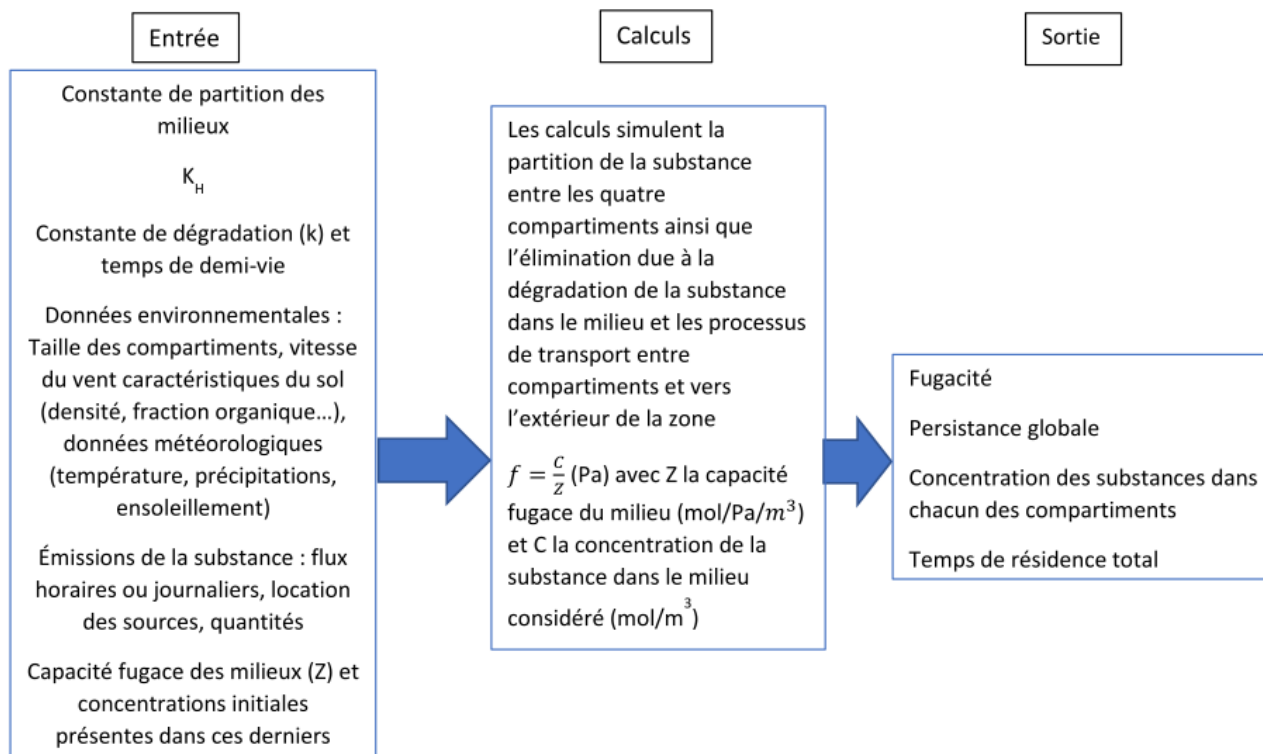 Entrée
Constante de partition des
milieux
K_H
Constante de dégradation (k) et
temps de demi-vie
Données environnementales :
Taille des compartiments, vitesse
du vent caractéristiques du sol
(densité, fraction organique...),
données météorologiques
(température, précipitations,
ensoleillement)
Émissions de la substance : flux
horaires ou journaliers, location
des sources, quantités
Capacité fugace des milieux (Z) et
concentrations initiales
présentes dans ces derniers
Calculs
Les calculs simulent la
partition de la substance
entre les quatre
compartiments ainsi que
l'élimination due à la
dégradation de la substance
dans le milieu et les processus
de transport entre
compartiments et vers
l'extérieur de la zone
f = C/Z (Pa) avec Z la capacité
fugace du milieu (mol/Pa/m³)
et C la concentration de la
substance dans le milieu
considéré (mol/m³)
Sortie
Fugacité
Persistance globale
Concentration des substances dans
chacun des compartiments
Temps de résidence total